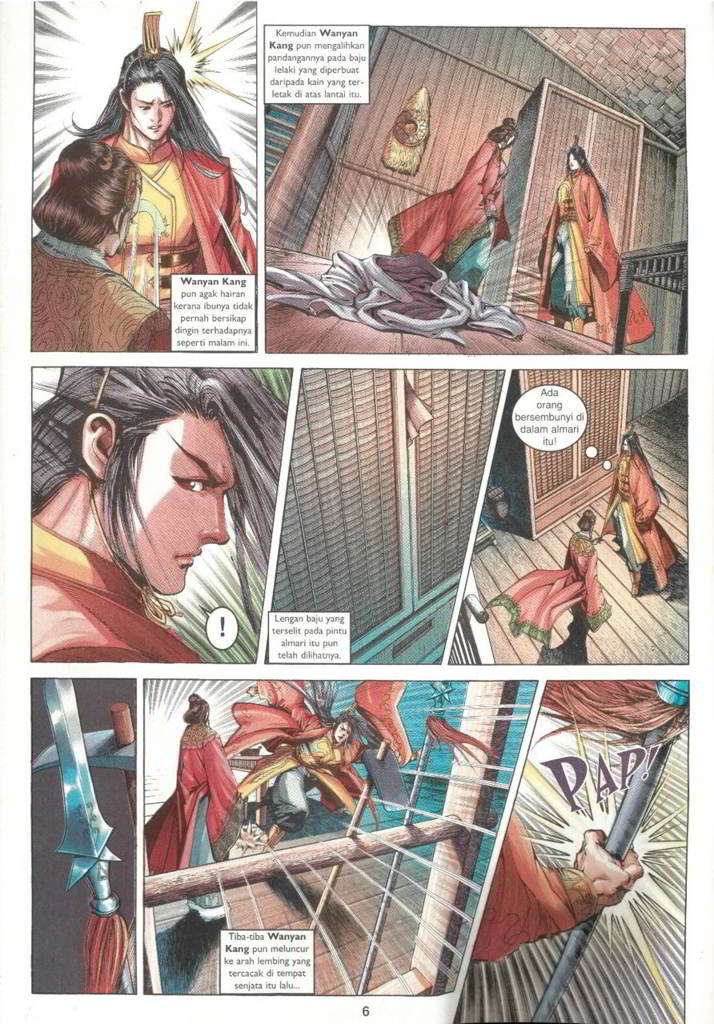 Wanyan Kang
pun agak hairan
kerana ibunya tidak
pernah bersikap
dingin terhadapnya
seperti malam ini.
Kemudian Wanyan
Kang pun mengalihkan
pandangannya pada baju
lelaki yang diperbuat
daripada kain yang ter-
letak di atas lantai itu.
!
Lengan baju yang
terselit pada pintu
almari itu pun
telah dilihatnya.
Ada
orang
bersembunyi di
dalam almari
itu!
Tiba-tiba Wanyan
Kang pun meluncur
ke arah lembing yang
tercacak di tempat
senjata itu lalu...
PAP!
6